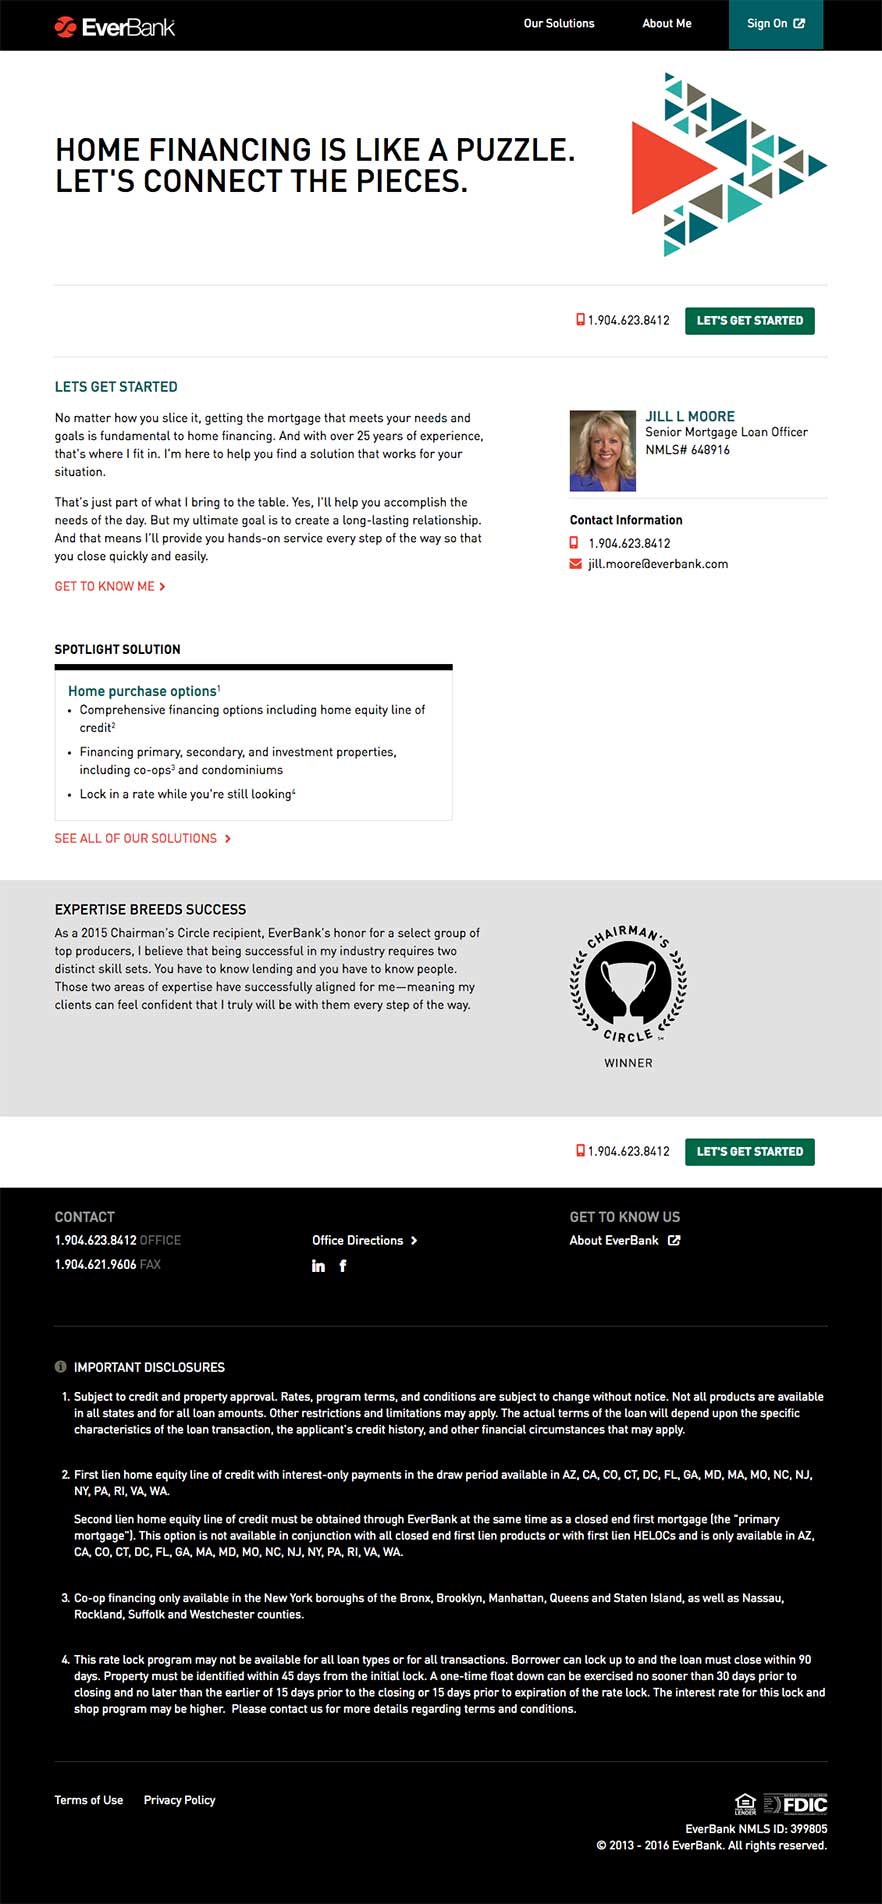 EverBank
Our Solutions
About Me
Sign On
HOME FINANCING IS LIKE A PUZZLE.
LET'S CONNECT THE PIECES.
1.904.623.8412
LET'S GET STARTED
LETS GET STARTED
No matter how you slice it, getting the mortgage that meets your needs and
goals is fundamental to home financing. And with over 25 years of experience,
that's where I fit in. I'm here to help you find a solution that works for your
situation.
That's just part of what I bring to the table. Yes, I'll help you accomplish the
needs of the day. But my ultimate goal is to create a long-lasting relationship.
And that means I'll provide you hands-on service every step of the way so that
you close quickly and easily.
GET TO KNOW ME
JILL L MOORE
Senior Mortgage Loan Officer
NMLS# 648916
Contact Information
1.904.623.8412
jill.moore@everbank.com
SPOTLIGHT SOLUTION
Home purchase options¹
• Comprehensive financing options including home equity line of
credit²
• Financing primary, secondary, and investment properties,
including co-ops³ and condominiums
• Lock in a rate while you're still looking⁴
SEE ALL OF OUR SOLUTIONS
EXPERTISE BREEDS SUCCESS
As a 2015 Chairman's Circle recipient, EverBank's honor for a select group of
top producers, I believe that being successful in my industry requires two
distinct skill sets. You have to know lending and you have to know people.
Those two areas of expertise have successfully aligned for me—meaning my
clients can feel confident that I truly will be with them every step of the way.
CHAIRMAN'S
CIRCLE℠
WINNER
1.904.623.8412
LET'S GET STARTED
CONTACT
1.904.623.8412 OFFICE
1.904.621.9606 FAX
Office Directions
in f
GET TO KNOW US
About EverBank
IMPORTANT DISCLOSURES
1. Subject to credit and property approval. Rates, program terms, and conditions are subject to change without notice. Not all products are available
in all states and for all loan amounts. Other restrictions and limitations may apply. The actual terms of the loan will depend upon the specific
characteristics of the loan transaction, the applicant's credit history, and other financial circumstances that may apply.
2. First lien home equity line of credit with interest-only payments in the draw period available in AZ, CA, CO, CT, DC, FL, GA, MD, MA, MO, NC, NJ,
NY, PA, RI, VA, WA.
Second lien home equity line of credit must be obtained through EverBank at the same time as a closed end first mortgage (the "primary
mortgage"). This option is not available in conjunction with all closed end first lien products or with first lien HELOCs and is only available in AZ,
CA, CO, CT, DC, FL, GA, MA, MD, MO, NC, NJ, NY, PA, RI, VA, WA.
3. Co-op financing only available in the New York boroughs of the Bronx, Brooklyn, Manhattan, Queens and Staten Island, as well as Nassau,
Rockland, Suffolk and Westchester counties.
4. This rate lock program may not be available for all loan types or for all transactions. Borrower can lock up to and the loan must close within 90
days. Property must be identified within 45 days from the initial lock. A one-time float down can be exercised no sooner than 30 days prior to
closing and no later than the earlier of 15 days prior to the closing or 15 days prior to expiration of the rate lock. The interest rate for this lock and
shop program may be higher. Please contact us for more details regarding terms and conditions.
Terms of Use
Privacy Policy
LENDER
FDIC
EverBank NMLS ID: 399805
© 2013 - 2016 EverBank. All rights reserved.